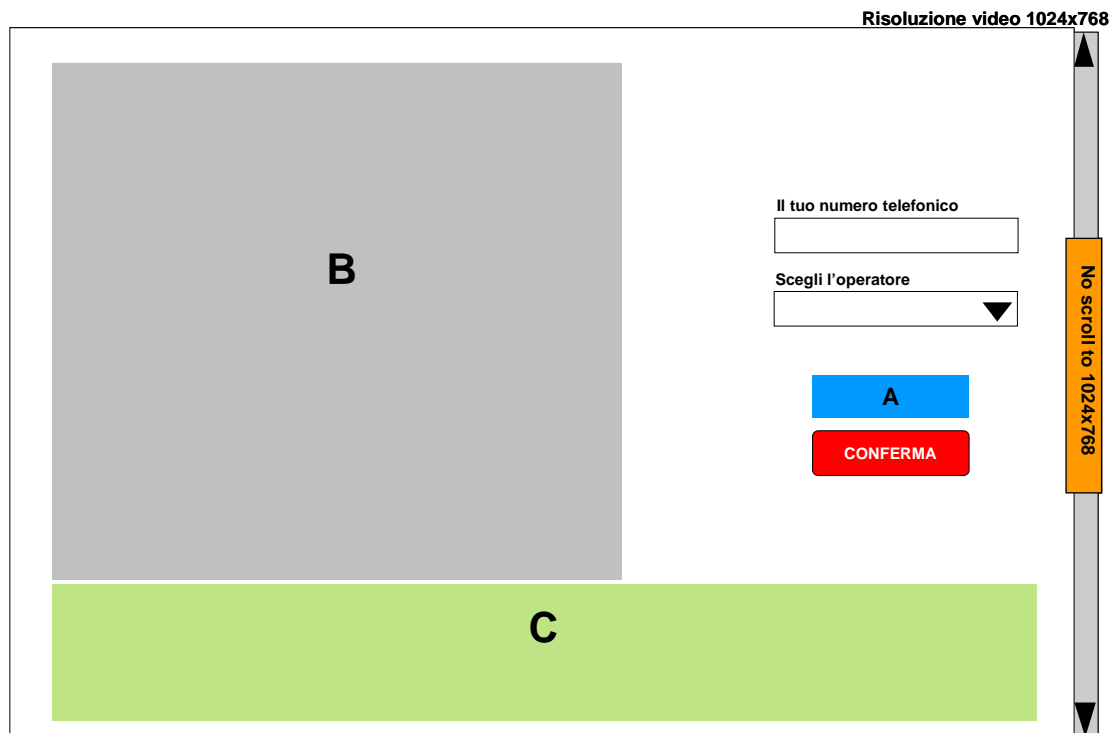 Risoluzione video 1024x768
B
Il tuo numero telefonico
Scegli l’operatore
A
CONFERMA
No scroll to 1024x768
C